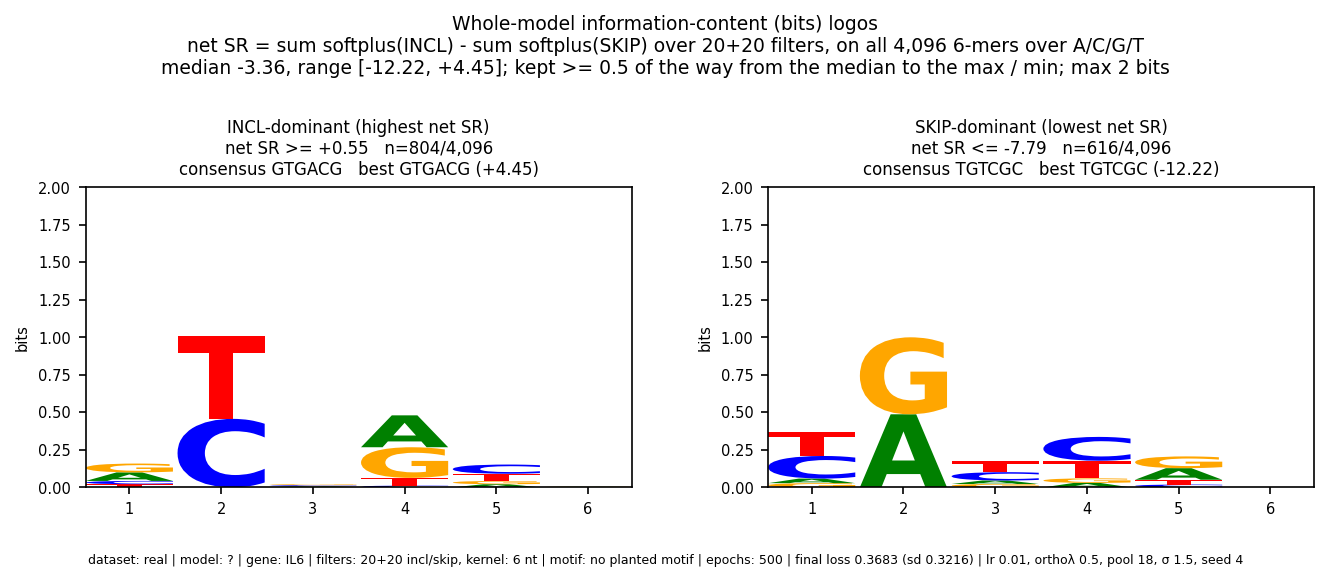 Whole-model information-content (bits) logos
net SR = sum softplus(INCL) - sum softplus(SKIP) over 20+20 filters, on all 4,096 6-mers over A/C/G/T
median -3.36, range [-12.22, +4.45]; kept >= 0.5 of the way from the median to the max / min; max 2 bits
INCL-dominant (highest net SR)
net SR >= +0.55   n=804/4,096
consensus GTGACG   best GTGACG (+4.45)
2.00
1.75
1.50
1.25
1.00
0.75
0.50
0.25
0.00
bits
G
A
C
T
T
C
A
G
T
C
T
G
A
1 2 3 4 5 6
SKIP-dominant (lowest net SR)
net SR <= -7.79   n=616/4,096
consensus TGTCGC   best TGTCGC (-12.22)
2.00
1.75
1.50
1.25
1.00
0.75
0.50
0.25
0.00
bits
T
C
A
G
G
A
T
C
A
G
C
T
G
A
G
A
T
C
1 2 3 4 5 6
dataset: real | model: ? | gene: IL6 | filters: 20+20 incl/skip, kernel: 6 nt | motif: no planted motif | epochs: 500 | final loss 0.3683 (sd 0.3216) | lr 0.01, orthoλ 0.5, pool 18, σ 1.5, seed 4